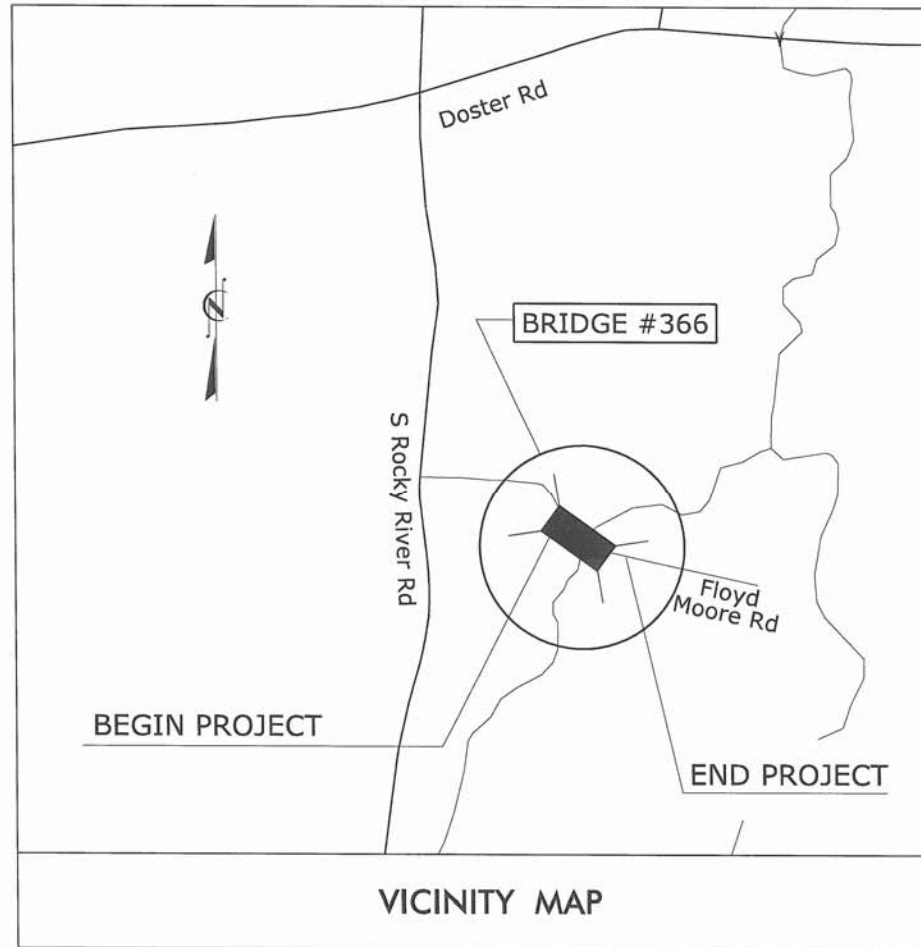 Doster Rd
N
BRIDGE #366
S Rocky River Rd
Floyd
Moore Rd
BEGIN PROJECT
END PROJECT
VICINITY MAP